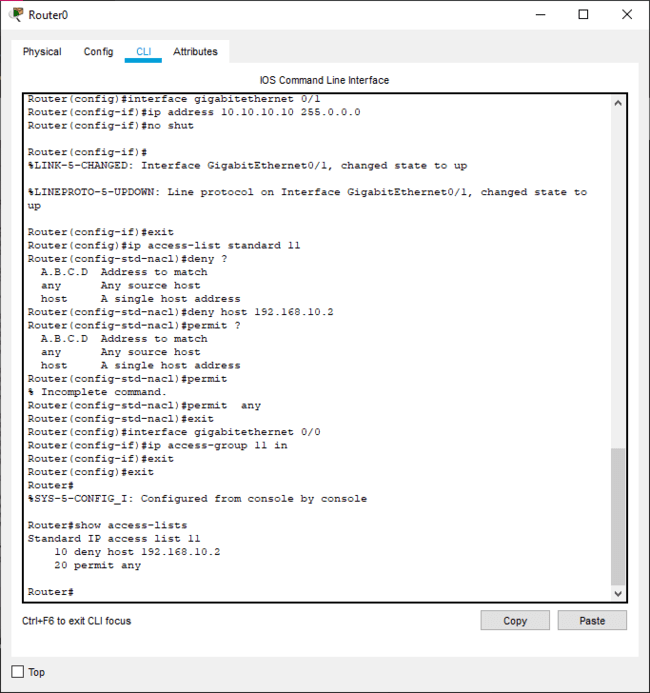 Router0
Physical Config CLI Attributes
IOS Command Line Interface
Router(config)#interface gigabitethernet 0/1
Router(config-if)#ip address 10.10.10.10 255.0.0.0
Router(config-if)#no shut
Router(config-if)#
%LINK-5-CHANGED: Interface GigabitEthernet0/1, changed state to up
%LINEPROTO-5-UPDOWN: Line protocol on Interface GigabitEthernet0/1, changed state to
up
Router(config-if)#exit
Router(config)#ip access-list standard 11
Router(config-std-nacl)#deny ?
  A.B.C.D  Address to match
  any      Any source host
  host     A single host address
Router(config-std-nacl)#deny host 192.168.10.2
Router(config-std-nacl)#permit ?
  A.B.C.D  Address to match
  any      Any source host
  host     A single host address
Router(config-std-nacl)#permit
% Incomplete command.
Router(config-std-nacl)#permit  any
Router(config-std-nacl)#exit
Router(config)#interface gigabitethernet 0/0
Router(config-if)#ip access-group 11 in
Router(config-if)#exit
Router(config)#exit
Router#
%SYS-5-CONFIG_I: Configured from console by console
Router#show access-lists
Standard IP access list 11
    10 deny host 192.168.10.2
    20 permit any
Router#
Ctrl+F6 to exit CLI focus
Copy
Paste
Top